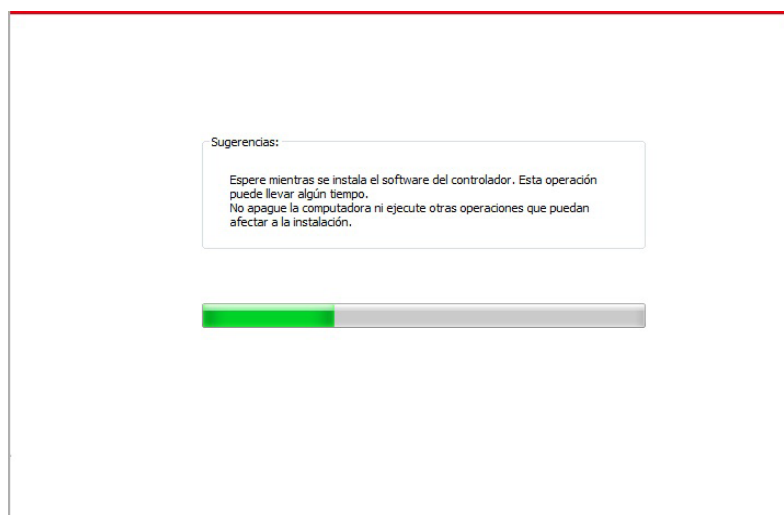 Sugerencias:
Espere mientras se instala el software del controlador. Esta operación
puede llevar algún tiempo.
No apague la computadora ni ejecute otras operaciones que puedan
afectar a la instalación.